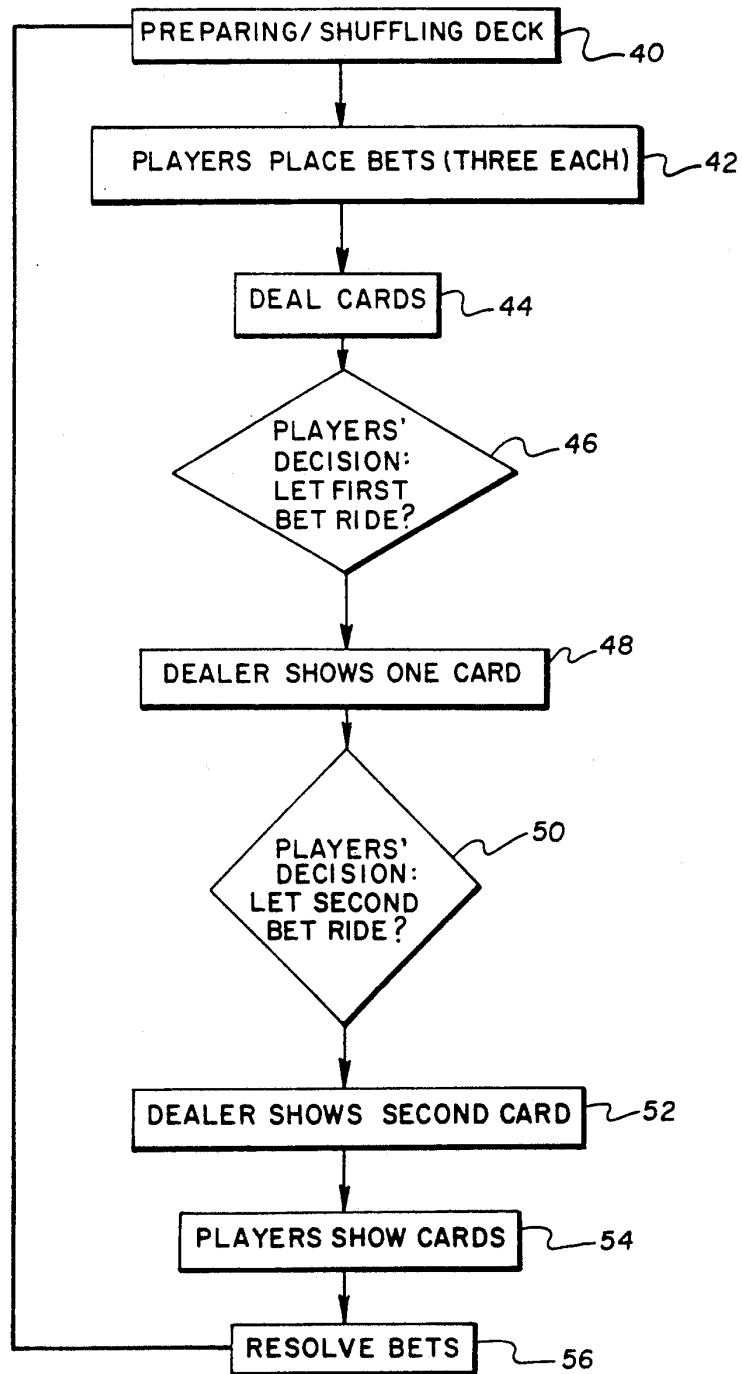 PREPARING/ SHUFFLING DECK
40
PLAYERS PLACE BETS (THREE EACH)
42
DEAL CARDS
44
PLAYERS'
DECISION:
LET FIRST
BET RIDE?
46
DEALER SHOWS ONE CARD
48
PLAYERS'
DECISION:
LET SECOND
BET RIDE?
50
DEALER SHOWS SECOND CARD
52
PLAYERS SHOW CARDS
54
RESOLVE BETS
56